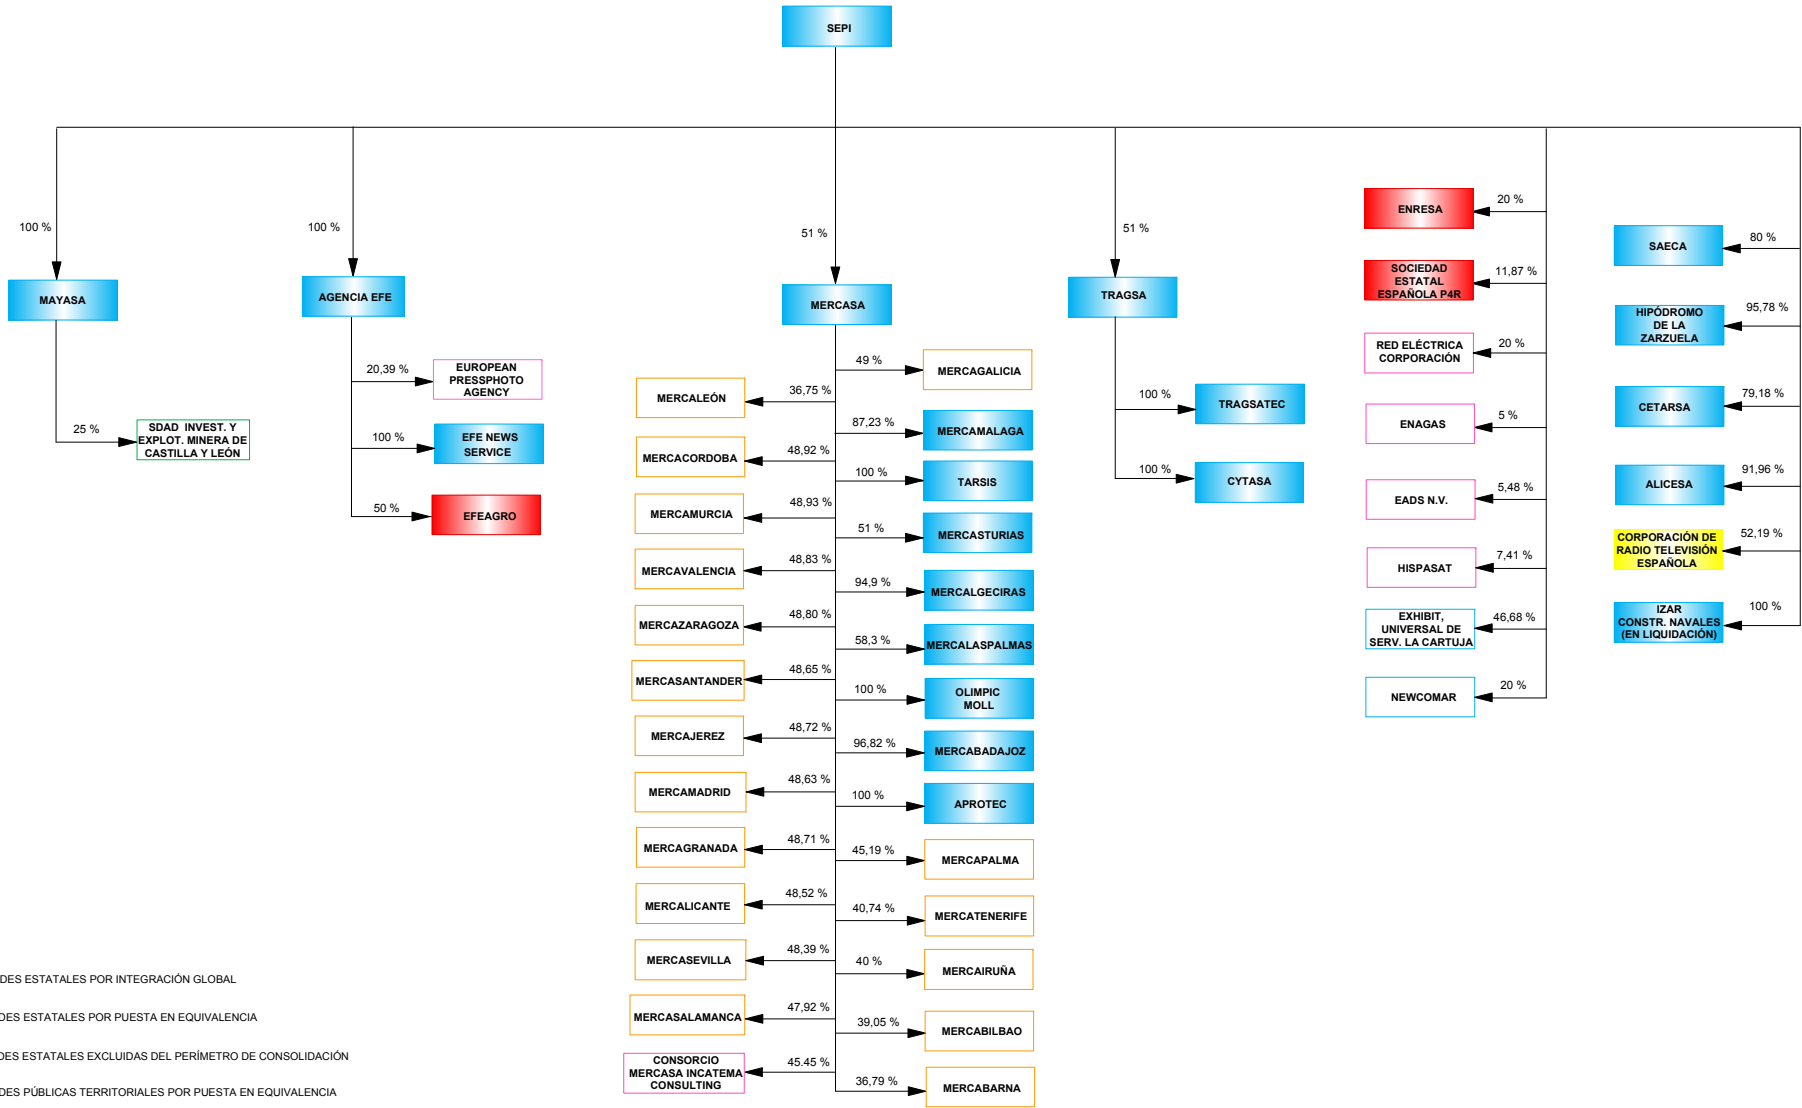 SEPI
100 %
MAYASA
25 %
SDAD INVEST. Y
EXPLOT. MINERA DE
CASTILLA Y LEÓN
100 %
AGENCIA EFE
20,39 %
EUROPEAN
PRESSPHOTO
AGENCY
100 %
EFE NEWS
SERVICE
50 %
EFEAGRO
51 %
MERCASA
49 %
MERCAGALICIA
MERCALEÓN
36,75 %
87,23 %
MERCAMALAGA
MERCACORDOBA
48,92 %
100 %
TARSIS
MERCAMURCIA
48,93 %
51 %
MERCASTURIAS
MERCAVALENCIA
48,83 %
94,9 %
MERCALGECIRAS
MERCAZARAGOZA
48,80 %
58,3 %
MERCALASPALMAS
MERCASANTANDER
48,65 %
100 %
OLIMPIC
MOLL
MERCAJEREZ
48,72 %
96,82 %
MERCABADAJOZ
MERCAMADRID
48,63 %
100 %
APROTEC
MERCAGRANADA
48,71 %
45,19 %
MERCAPALMA
MERCALICANTE
48,52 %
40,74 %
MERCATENERIFE
MERCASEVILLA
48,39 %
40 %
MERCAIRUÑA
MERCASALAMANCA
47,92 %
39,05 %
MERCABILBAO
CONSORCIO
MERCASA INCATEMA
CONSULTING
45.45 %
36,79 %
MERCABARNA
51 %
TRAGSA
100 %
TRAGSATEC
100 %
CYTASA
ENRESA
20 %
SOCIEDAD
ESTATAL
ESPAÑOLA P4R
11,87 %
RED ELÉCTRICA
CORPORACIÓN
20 %
ENAGAS
5 %
EADS N.V.
5,48 %
HISPASAT
7,41 %
EXHIBIT,
UNIVERSAL DE
SERV. LA CARTUJA
46,68 %
NEWCOMAR
20 %
SAECA
80 %
HIPÓDROMO
DE LA
ZARZUELA
95,78 %
CETARSA
79,18 %
ALICESA
91,96 %
CORPORACIÓN DE
RADIO TELEVISIÓN
ESPAÑOLA
52,19 %
IZAR
CONSTR. NAVALES
(EN LIQUIDACIÓN)
100 %
DES ESTATALES POR INTEGRACIÓN GLOBAL
DES ESTATALES POR PUESTA EN EQUIVALENCIA
DES ESTATALES EXCLUIDAS DEL PERÍMETRO DE CONSOLIDACIÓN
DES PÚBLICAS TERRITORIALES POR PUESTA EN EQUIVALENCIA